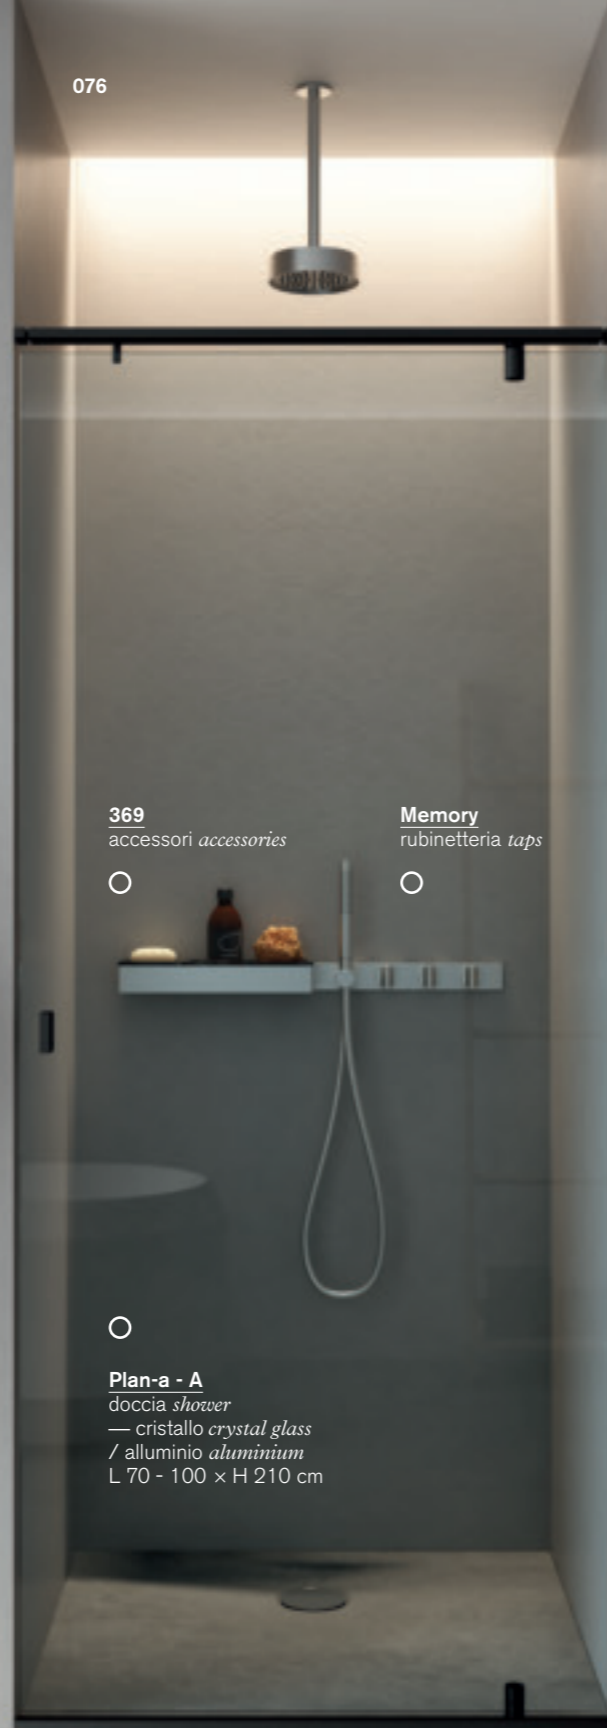 076
369
accessori accessories
Memory
rubinetteria taps
Plan-a - A
doccia shower
— cristallo crystal glass
/ alluminio aluminium
L 70 - 100 × H 210 cm